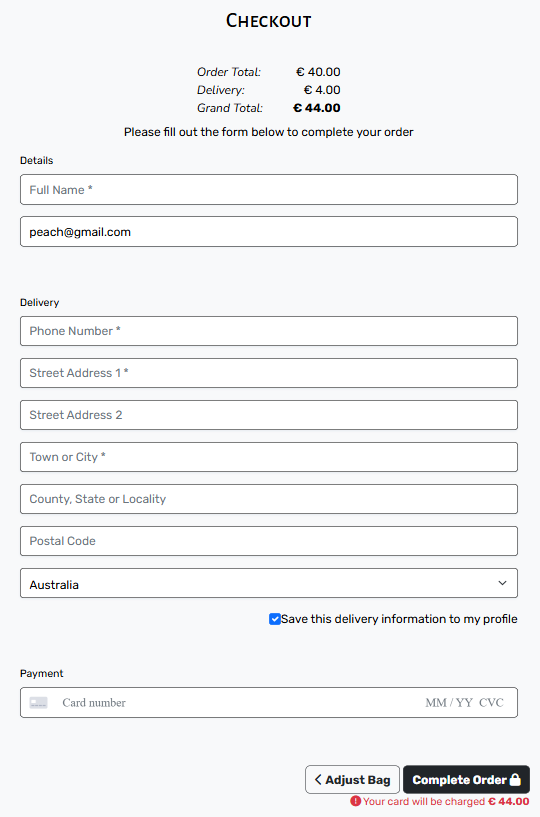 Checkout
Order Total: € 40.00
Delivery: € 4.00
Grand Total: € 44.00
Please fill out the form below to complete your order
Details
Full Name *
peach@gmail.com
Delivery
Phone Number *
Street Address 1 *
Street Address 2
Town or City *
County, State or Locality
Postal Code
Australia
Save this delivery information to my profile
Payment
Card number MM / YY CVC
Adjust Bag Complete Order
Your card will be charged € 44.00